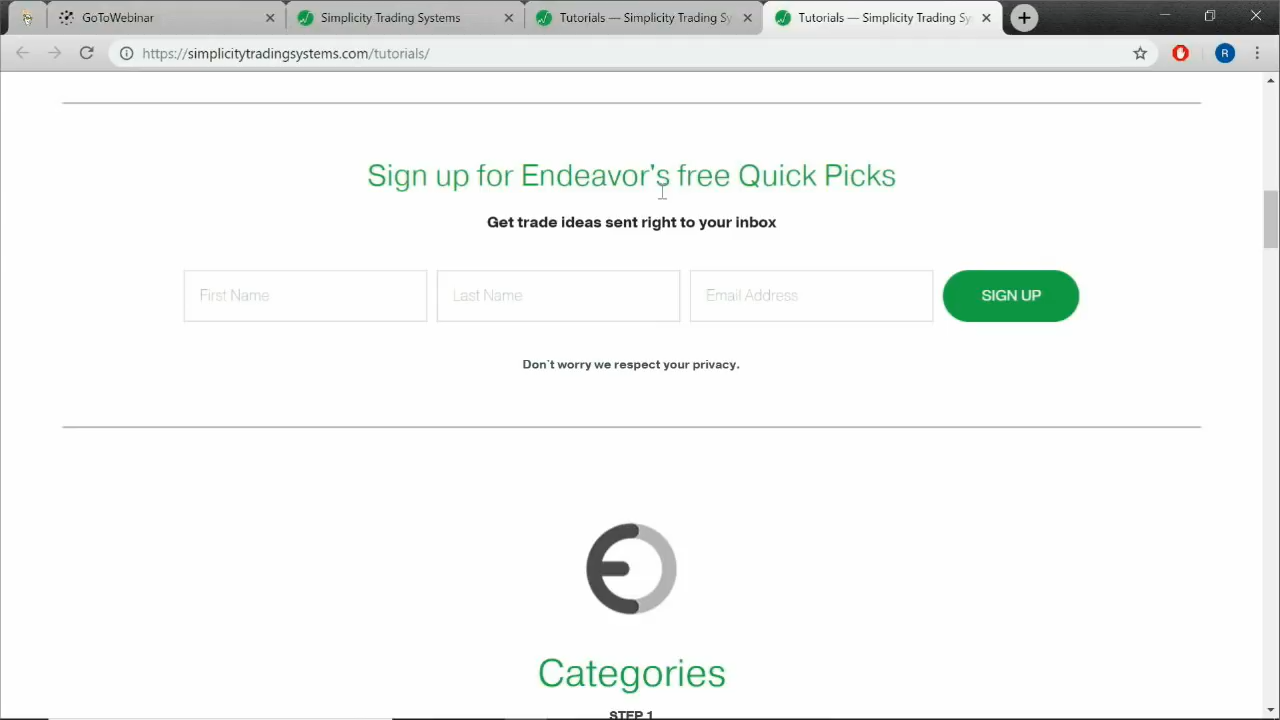 GoToWebinar
Simplicity Trading Systems
Tutorials — Simplicity Trading Sy
Tutorials — Simplicity Trading Sy
https://simplicitytradingsystems.com/tutorials/
R
Sign up for Endeavor's free Quick Picks
Get trade ideas sent right to your inbox
First Name
Last Name
Email Address
SIGN UP
Don't worry we respect your privacy.
Categories
STEP 1